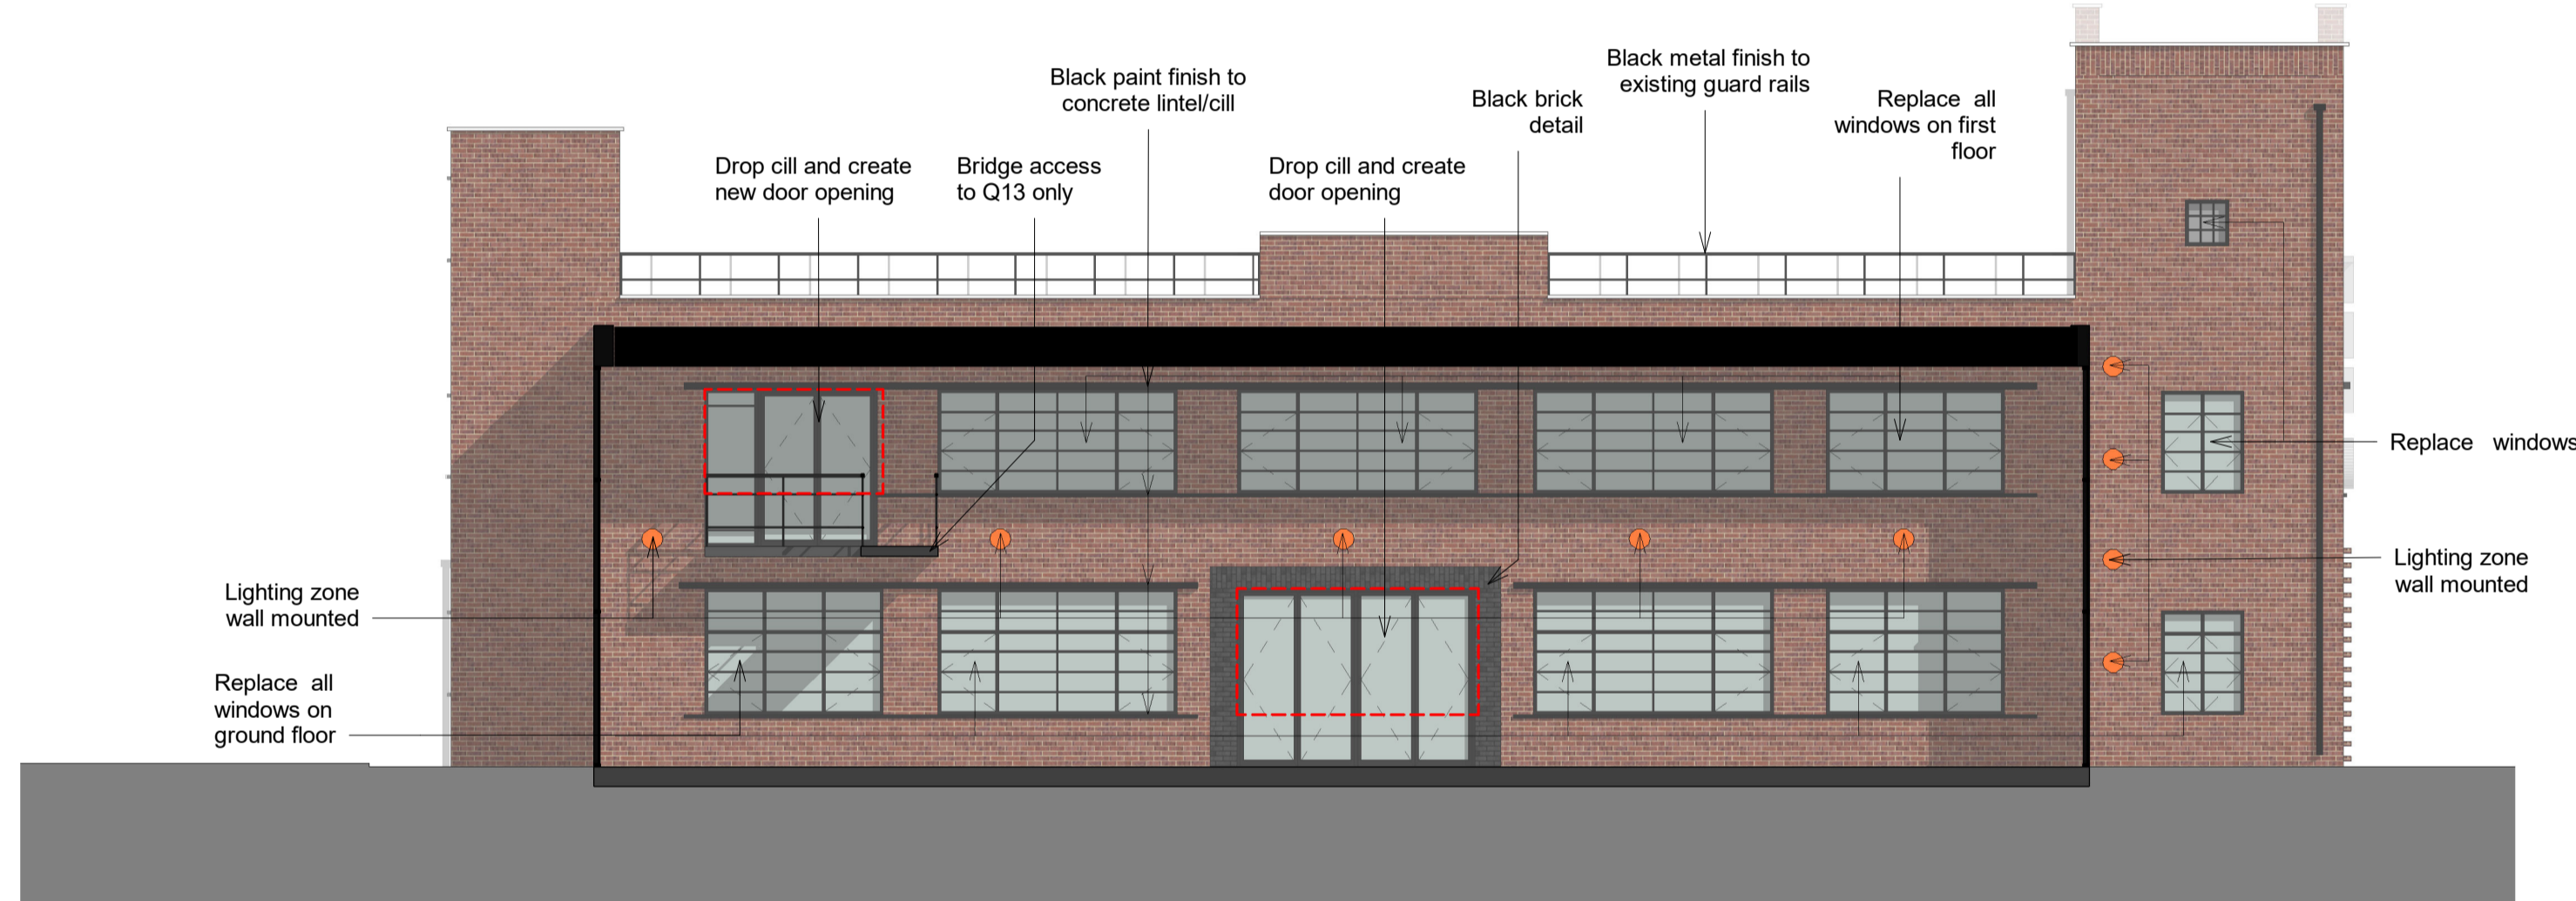 Black metal finish to
existing guard rails
Black paint finish to
concrete lintel/cill
Black brick
detail
Replace all
windows on first
floor
Drop cill and create
new door opening
Bridge access
to Q13 only
Drop cill and create
door opening
Replace windows
Lighting zone
wall mounted
Lighting zone
wall mounted
Replace all
windows on
ground floor